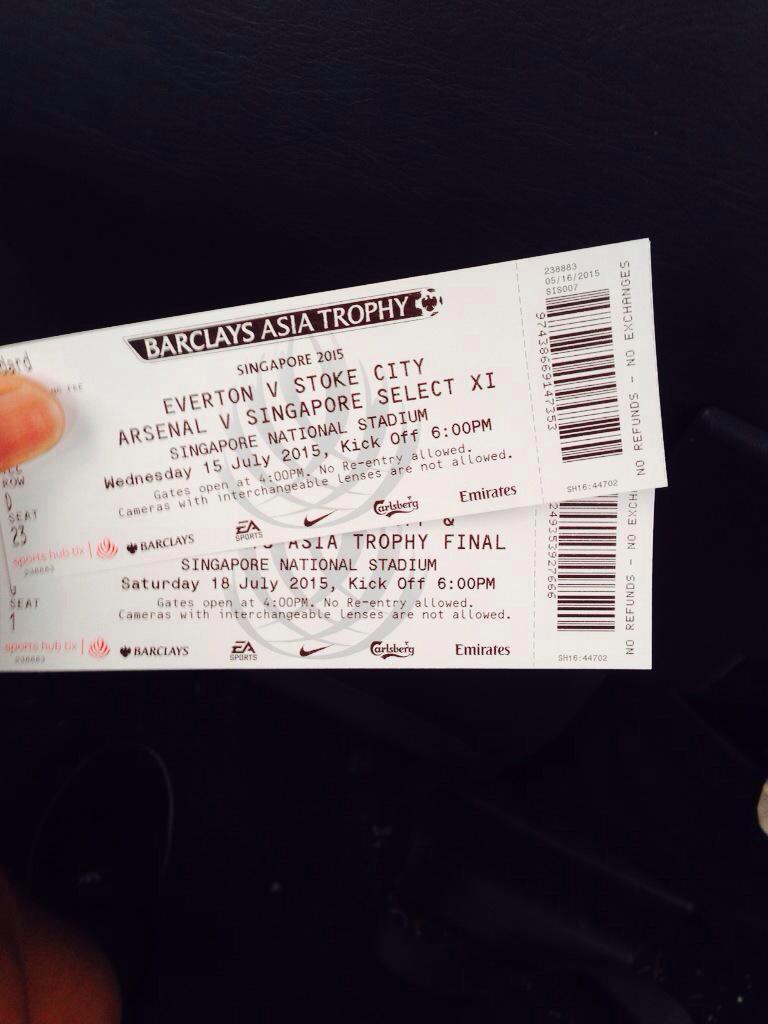 BARCLAYS ASIA TROPHY
SINGAPORE 2015
EVERTON V STOKE CITY
ARSENAL V SINGAPORE SELECT XI
SINGAPORE NATIONAL STADIUM
Wednesday 15 July 2015, Kick Off 6:00PM
Gates open at 4:00PM. No Re-entry allowed.
Cameras with interchangeable lenses are not allowed.
ROW
D
SEAT
23
sports hub tix
238883
BARCLAYS
EA SPORTS
Carlsberg
Emirates
238883
05/16/2015
SIS007
97438669147353
NO REFUNDS - NO EXCHANGES
SH16:44702
&
ASIA TROPHY FINAL
SINGAPORE NATIONAL STADIUM
Saturday 18 July 2015, Kick Off 6:00PM
Gates open at 4:00PM. No Re-entry allowed.
Cameras with interchangeable lenses are not allowed.
SEAT
1
sports hub tix
238883
BARCLAYS
EA SPORTS
Carlsberg
Emirates
249353927666
NO REFUNDS - NO EXCH
SH16:44702